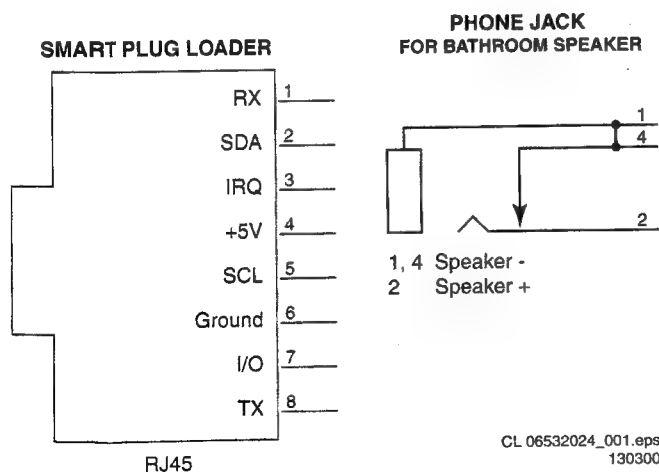 SMART PLUG LOADER
RX 1
SDA 2
IRQ 3
+5V 4
SCL 5
Ground 6
I/O 7
TX 8
RJ45
PHONE JACK
FOR BATHROOM SPEAKER
1
4
2
1, 4 Speaker -
2 Speaker +
CL 06532024_001.eps
130300